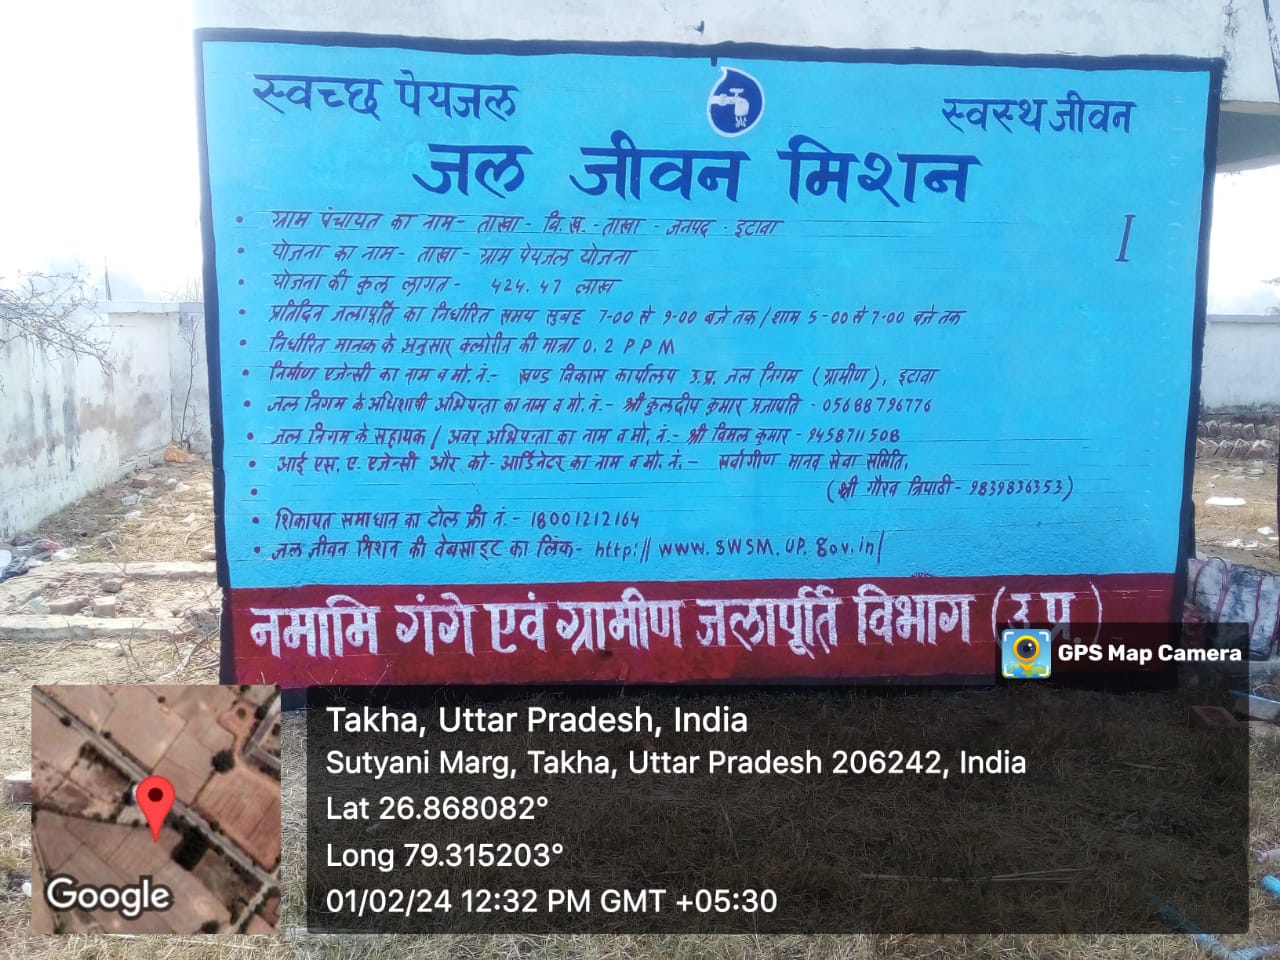 स्वच्छ पेयजल
स्वस्थ जीवन
जल जीवन मिशन
I
• ग्राम पंचायत का नाम- ताखा - वि.ख. - ताखा - जनपद - इटावा
• योजना का नाम- ताखा - ग्राम पेयजल योजना
• योजना की कुल लागत - 424.47 लाख
• प्रतिदिन जलापूर्ति का निर्धारित समय सुबह 7-00 से 9-00 बजे तक / शाम 5-00 से 7-00 बजे तक
• निर्धारित मानक के अनुसार क्लोरीन की मात्रा 0.2 PPM
• निर्माण एजेन्सी का नाम व मो. नं.- खण्ड विकास कार्यालय उ.प्र. जल निगम (ग्रामीण), इटावा
• जल निगम के अधिशाषी अभियन्ता का नाम व मो. नं.- श्री कुलदीप कुमार प्रजापति - 05688796776
• जल निगम के सहायक / अवर अभियन्ता का नाम व मो. नं.- श्री विमल कुमार - 9458711508
• आई एस. ए. एजेन्सी और को-आर्डिनेटर का नाम व मो. नं.- सर्वांगीण मानव सेवा समिति,
• (श्री गौरव त्रिपाठी - 9839836353)
• शिकायत समाधान का टोल फ्री नं.- 18001212164
• जल जीवन मिशन की वेबसाइट का लिंक- http:// www.swsm.up.gov.in/
नमामि गंगे एवं ग्रामीण जलापूर्ति विभाग (उ.प्र.)
GPS Map Camera
Takha, Uttar Pradesh, India
Sutyani Marg, Takha, Uttar Pradesh 206242, India
Lat 26.868082°
Long 79.315203°
01/02/24 12:32 PM GMT +05:30
Google